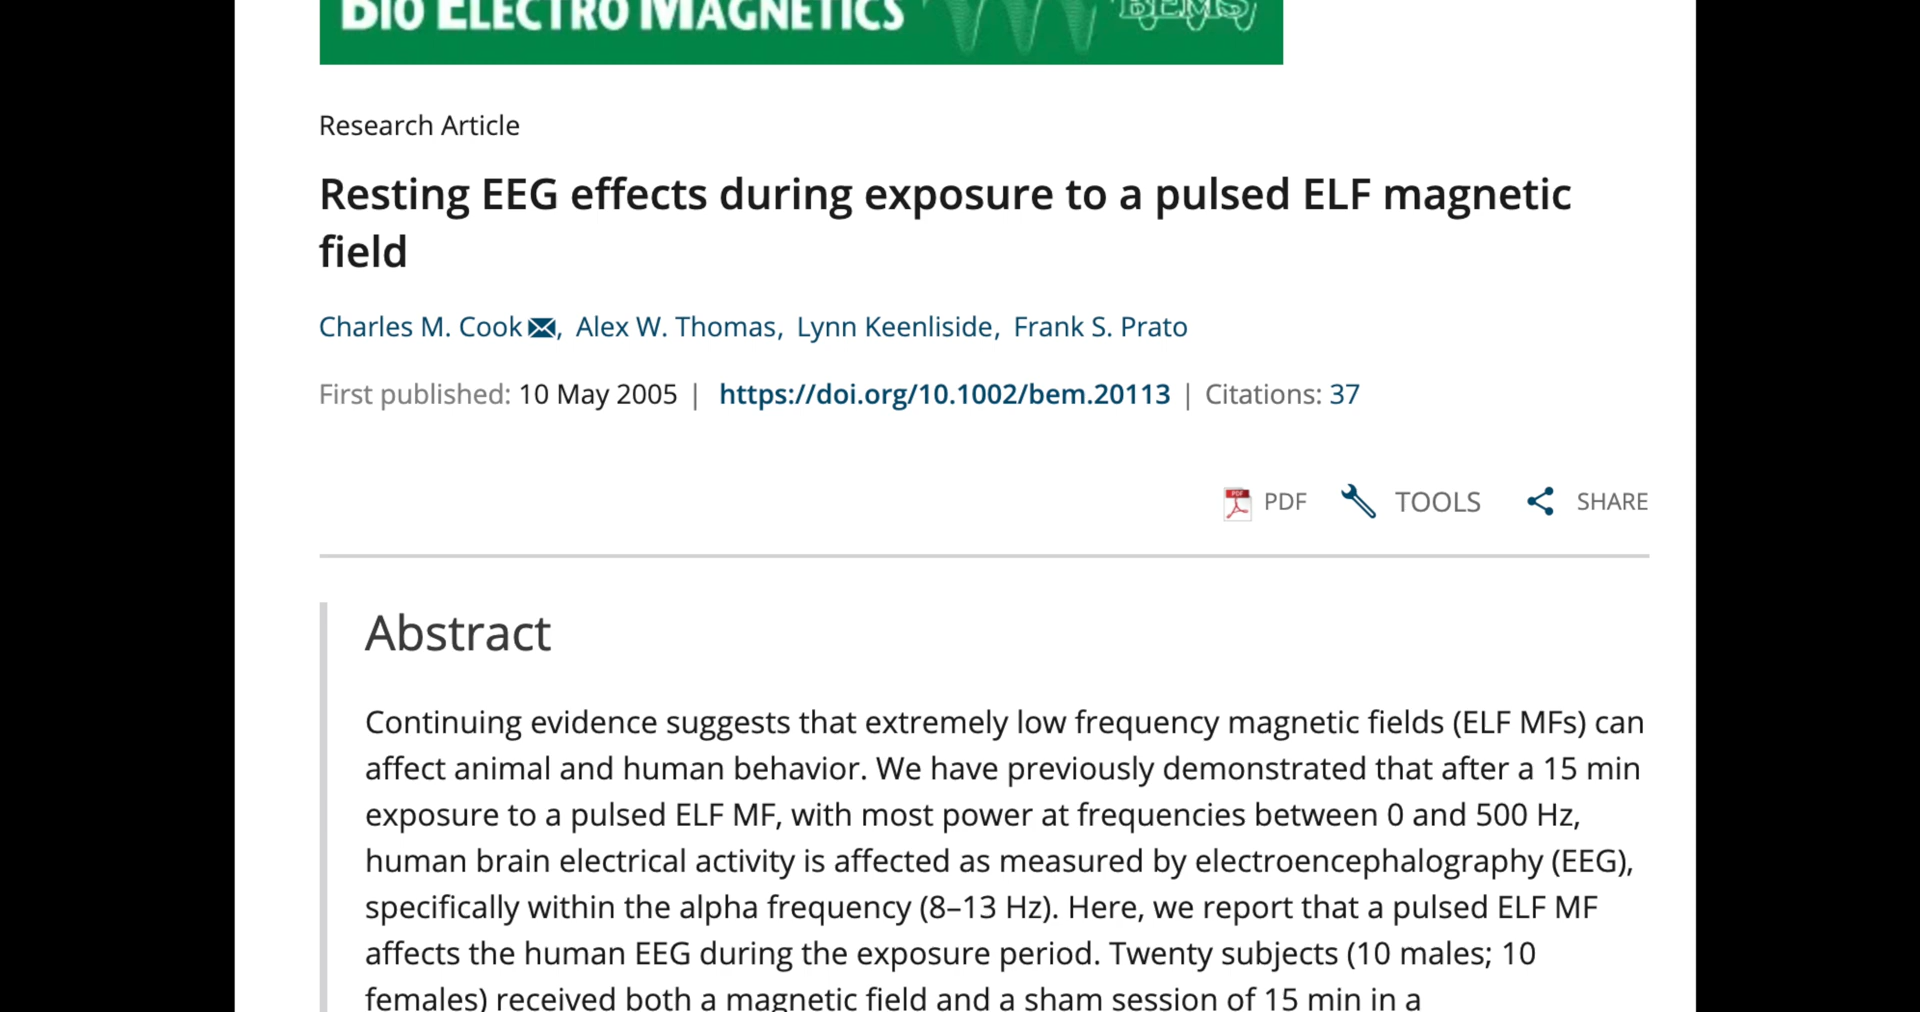 BIO ELECTRO MAGNETICS
BEMS
Research Article
Resting EEG effects during exposure to a pulsed ELF magnetic
field
Charles M. Cook, Alex W. Thomas, Lynn Keenliside, Frank S. Prato
First published: 10 May 2005 | https://doi.org/10.1002/bem.20113 | Citations: 37
PDF TOOLS SHARE
Abstract
Continuing evidence suggests that extremely low frequency magnetic fields (ELF MFs) can
affect animal and human behavior. We have previously demonstrated that after a 15 min
exposure to a pulsed ELF MF, with most power at frequencies between 0 and 500 Hz,
human brain electrical activity is affected as measured by electroencephalography (EEG),
specifically within the alpha frequency (8–13 Hz). Here, we report that a pulsed ELF MF
affects the human EEG during the exposure period. Twenty subjects (10 males; 10
females) received both a magnetic field and a sham session of 15 min in a